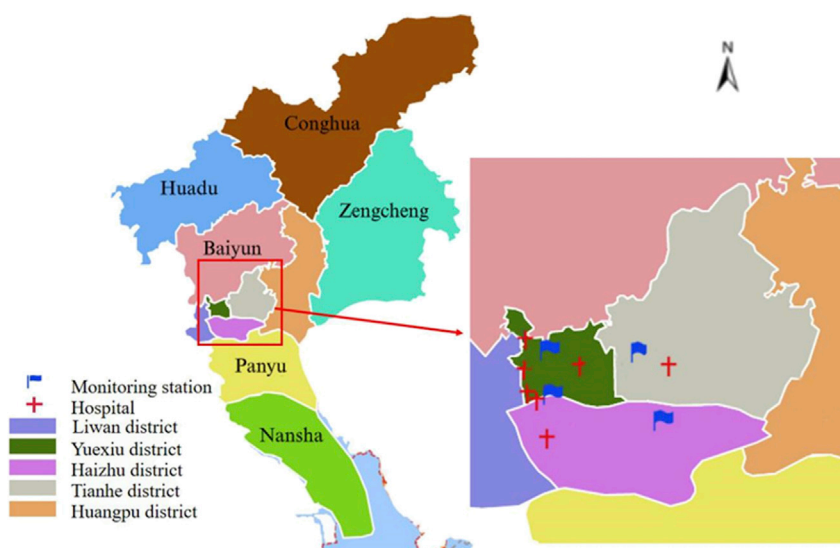 N
Conghua
Huadu
Zengcheng
Baiyun
Panyu
Nansha
Monitoring station
Hospital
Liwan district
Yuexiu district
Haizhu district
Tianhe district
Huangpu district